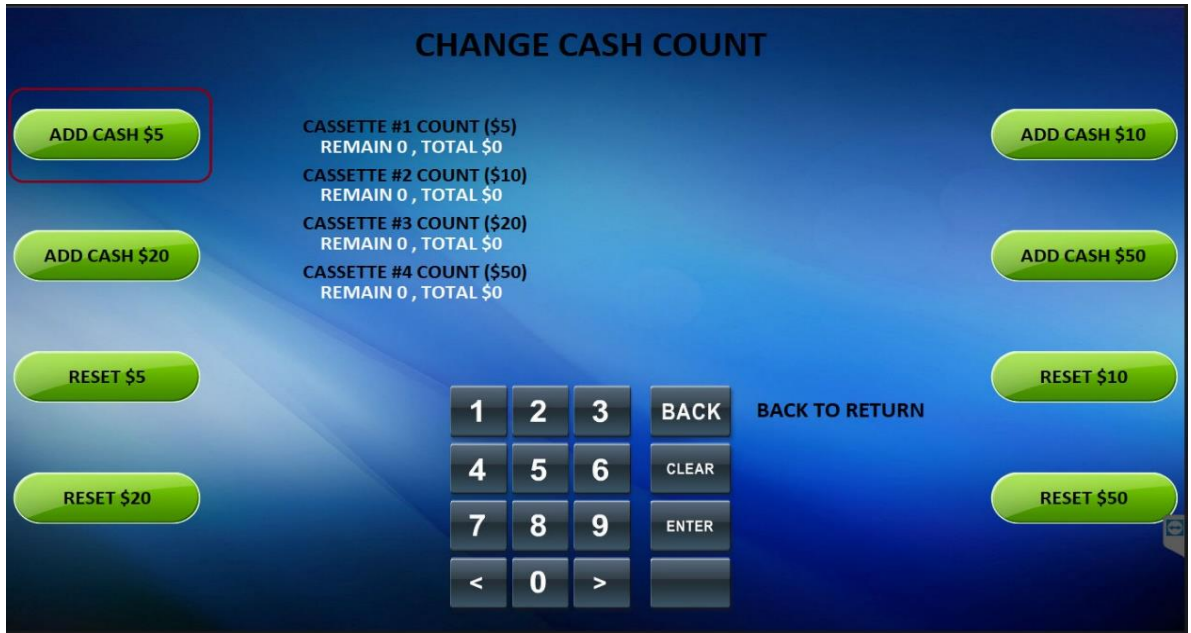 CHANGE CASH COUNT
ADD CASH $5
CASSETTE #1 COUNT ($5)
REMAIN 0 , TOTAL $0
ADD CASH $10
CASSETTE #2 COUNT ($10)
REMAIN 0 , TOTAL $0
CASSETTE #3 COUNT ($20)
REMAIN 0 , TOTAL $0
ADD CASH $20
ADD CASH $50
CASSETTE #4 COUNT ($50)
REMAIN 0 , TOTAL $0
RESET $5
RESET $10
1 2 3 BACK BACK TO RETURN
4 5 6 CLEAR
RESET $20
RESET $50
7 8 9 ENTER
< 0 >